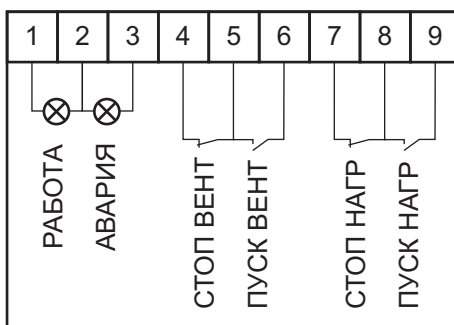 1 2 3 4 5 6 7 8 9
РАБОТА
АВАРИЯ
СТОП ВЕНТ
ПУСК ВЕНТ
СТОП НАГР
ПУСК НАГР